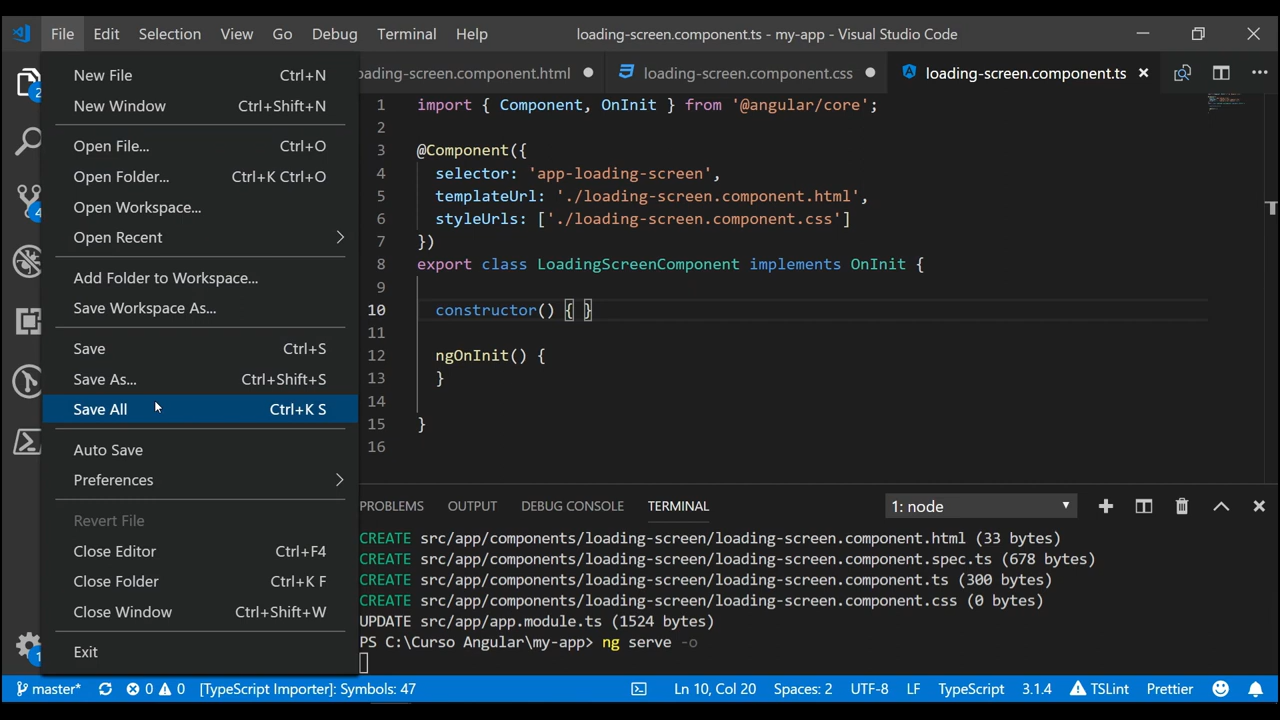 File Edit Selection View Go Debug Terminal Help loading-screen.component.ts - my-app - Visual Studio Code
New File Ctrl+N
New Window Ctrl+Shift+N
Open File... Ctrl+O
Open Folder... Ctrl+K Ctrl+O
Open Workspace...
Open Recent
Add Folder to Workspace...
Save Workspace As...
Save Ctrl+S
Save As... Ctrl+Shift+S
Save All Ctrl+K S
Auto Save
Preferences
Revert File
Close Editor Ctrl+F4
Close Folder Ctrl+K F
Close Window Ctrl+Shift+W
Exit
2
4
1
oading-screen.component.html loading-screen.component.css loading-screen.component.ts
1 import { Component, OnInit } from '@angular/core';
2
3 @Component({
4 selector: 'app-loading-screen',
5 templateUrl: './loading-screen.component.html',
6 styleUrls: ['./loading-screen.component.css']
7 })
8 export class LoadingScreenComponent implements OnInit {
9
10 constructor() { }
11
12 ngOnInit() {
13 }
14
15 }
16
PROBLEMS OUTPUT DEBUG CONSOLE TERMINAL 1: node
CREATE src/app/components/loading-screen/loading-screen.component.html (33 bytes)
CREATE src/app/components/loading-screen/loading-screen.component.spec.ts (678 bytes)
CREATE src/app/components/loading-screen/loading-screen.component.ts (300 bytes)
CREATE src/app/components/loading-screen/loading-screen.component.css (0 bytes)
UPDATE src/app/app.module.ts (1524 bytes)
PS C:\Curso Angular\my-app> ng serve -o
master* 0 0 [TypeScript Importer]: Symbols: 47 Ln 10, Col 20 Spaces: 2 UTF-8 LF TypeScript 3.1.4 TSLint Prettier